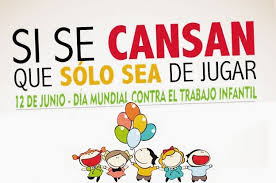 SI SE CANSAN
QUE SÓLO SEA DE JUGAR
12 DE JUNIO - DÍA MUNDIAL CONTRA EL TRABAJO INFANTIL